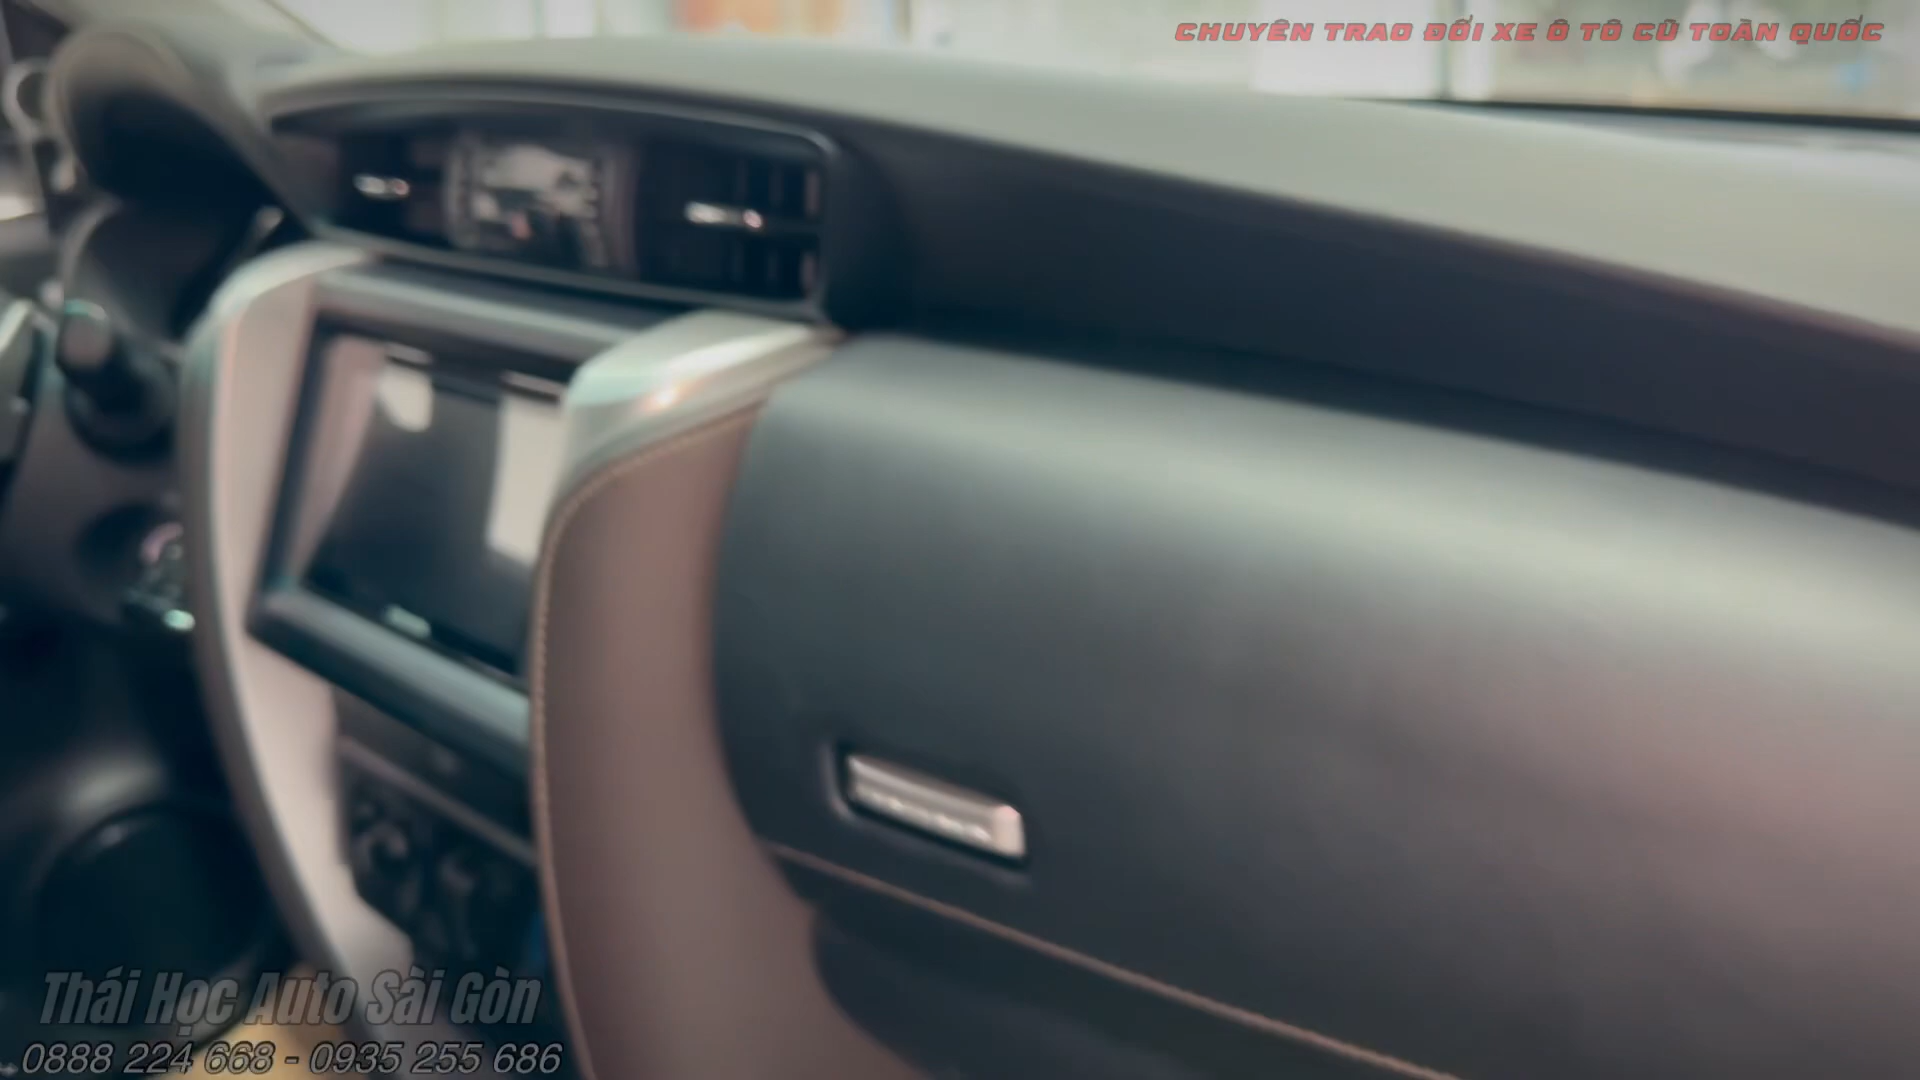 CHUYÊN TRAO ĐỔI XE Ô TÔ CŨ TOÀN QUỐC
Thái Học Auto Sài Gòn
0888 224 668 - 0935 255 686